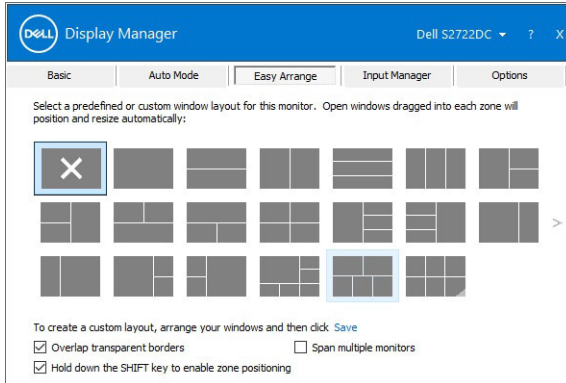 DELL Display Manager Dell S2722DC ? X
Basic Auto Mode Easy Arrange Input Manager Options
Select a predefined or custom window layout for this monitor. Open windows dragged into each zone will
position and resize automatically:
>
To create a custom layout, arrange your windows and then click Save
Overlap transparent borders Span multiple monitors
Hold down the SHIFT key to enable zone positioning